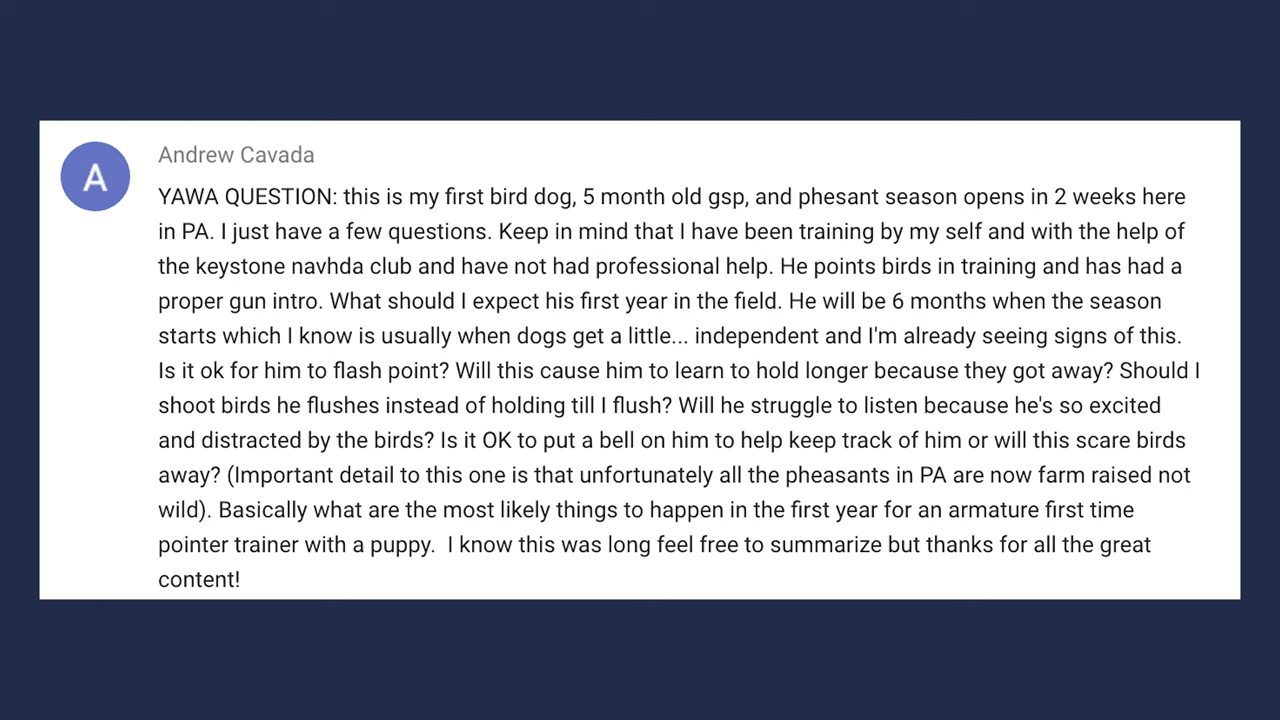 A
Andrew Cavada
YAWA QUESTION: this is my first bird dog, 5 month old gsp, and phesant season opens in 2 weeks here
in PA. I just have a few questions. Keep in mind that I have been training by my self and with the help of
the keystone navhda club and have not had professional help. He points birds in training and has had a
proper gun intro. What should I expect his first year in the field. He will be 6 months when the season
starts which I know is usually when dogs get a little... independent and I'm already seeing signs of this.
Is it ok for him to flash point? Will this cause him to learn to hold longer because they got away? Should I
shoot birds he flushes instead of holding till I flush? Will he struggle to listen because he's so excited
and distracted by the birds? Is it OK to put a bell on him to help keep track of him or will this scare birds
away? (Important detail to this one is that unfortunately all the pheasants in PA are now farm raised not
wild). Basically what are the most likely things to happen in the first year for an armature first time
pointer trainer with a puppy.  I know this was long feel free to summarize but thanks for all the great
content!